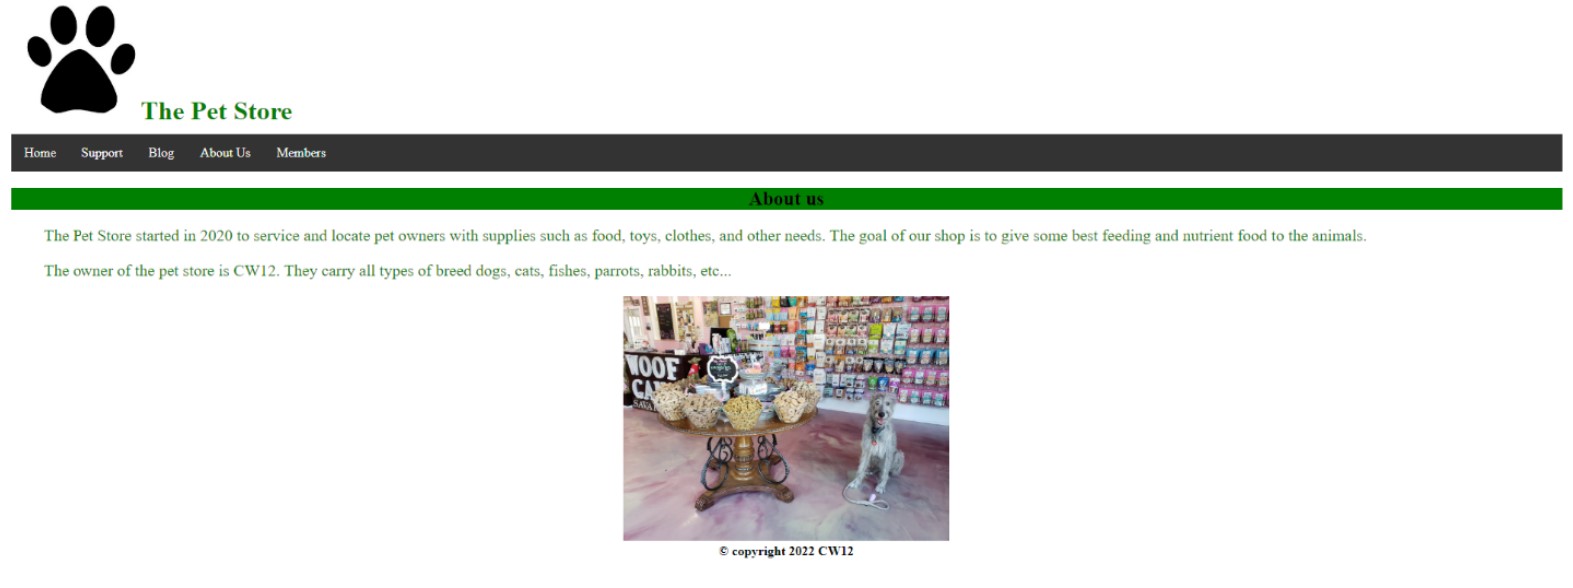 The Pet Store
Home Support Blog About Us Members
About us
The Pet Store started in 2020 to service and locate pet owners with supplies such as food, toys, clothes, and other needs. The goal of our shop is to give some best feeding and nutrient food to the animals.
The owner of the pet store is CW12. They carry all types of breed dogs, cats, fishes, parrots, rabbits, etc...
WOOF
© copyright 2022 CW12